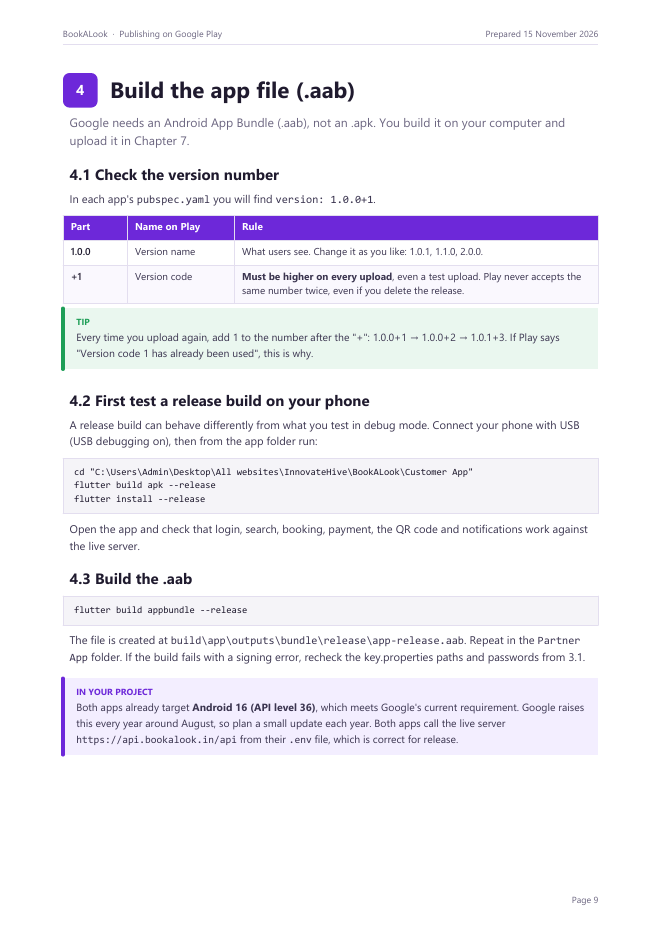 BookALook · Publishing on Google Play
Prepared 15 November 2026
4
Build the app file (.aab)
Google needs an Android App Bundle (.aab), not an .apk. You build it on your computer and
upload it in Chapter 7.
4.1 Check the version number
In each app's pubspec.yaml you will find version: 1.0.0+1.
Part Name on Play Rule
1.0.0 Version name What users see. Change it as you like: 1.0.1, 1.1.0, 2.0.0.
+1 Version code Must be higher on every upload, even a test upload. Play never accepts the
same number twice, even if you delete the release.
TIP
Every time you upload again, add 1 to the number after the "+": 1.0.0+1 → 1.0.0+2 → 1.0.1+3. If Play says
"Version code 1 has already been used", this is why.
4.2 First test a release build on your phone
A release build can behave differently from what you test in debug mode. Connect your phone with USB
(USB debugging on), then from the app folder run:
cd "C:\Users\Admin\Desktop\All websites\InnovateHive\BookALook\Customer App"
flutter build apk --release
flutter install --release
Open the app and check that login, search, booking, payment, the QR code and notifications work against
the live server.
4.3 Build the .aab
flutter build appbundle --release
The file is created at build\app\outputs\bundle\release\app-release.aab. Repeat in the Partner
App folder. If the build fails with a signing error, recheck the key.properties paths and passwords from 3.1.
IN YOUR PROJECT
Both apps already target Android 16 (API level 36), which meets Google's current requirement. Google raises
this every year around August, so plan a small update each year. Both apps call the live server
https://api.bookalook.in/api from their .env file, which is correct for release.
Page 9